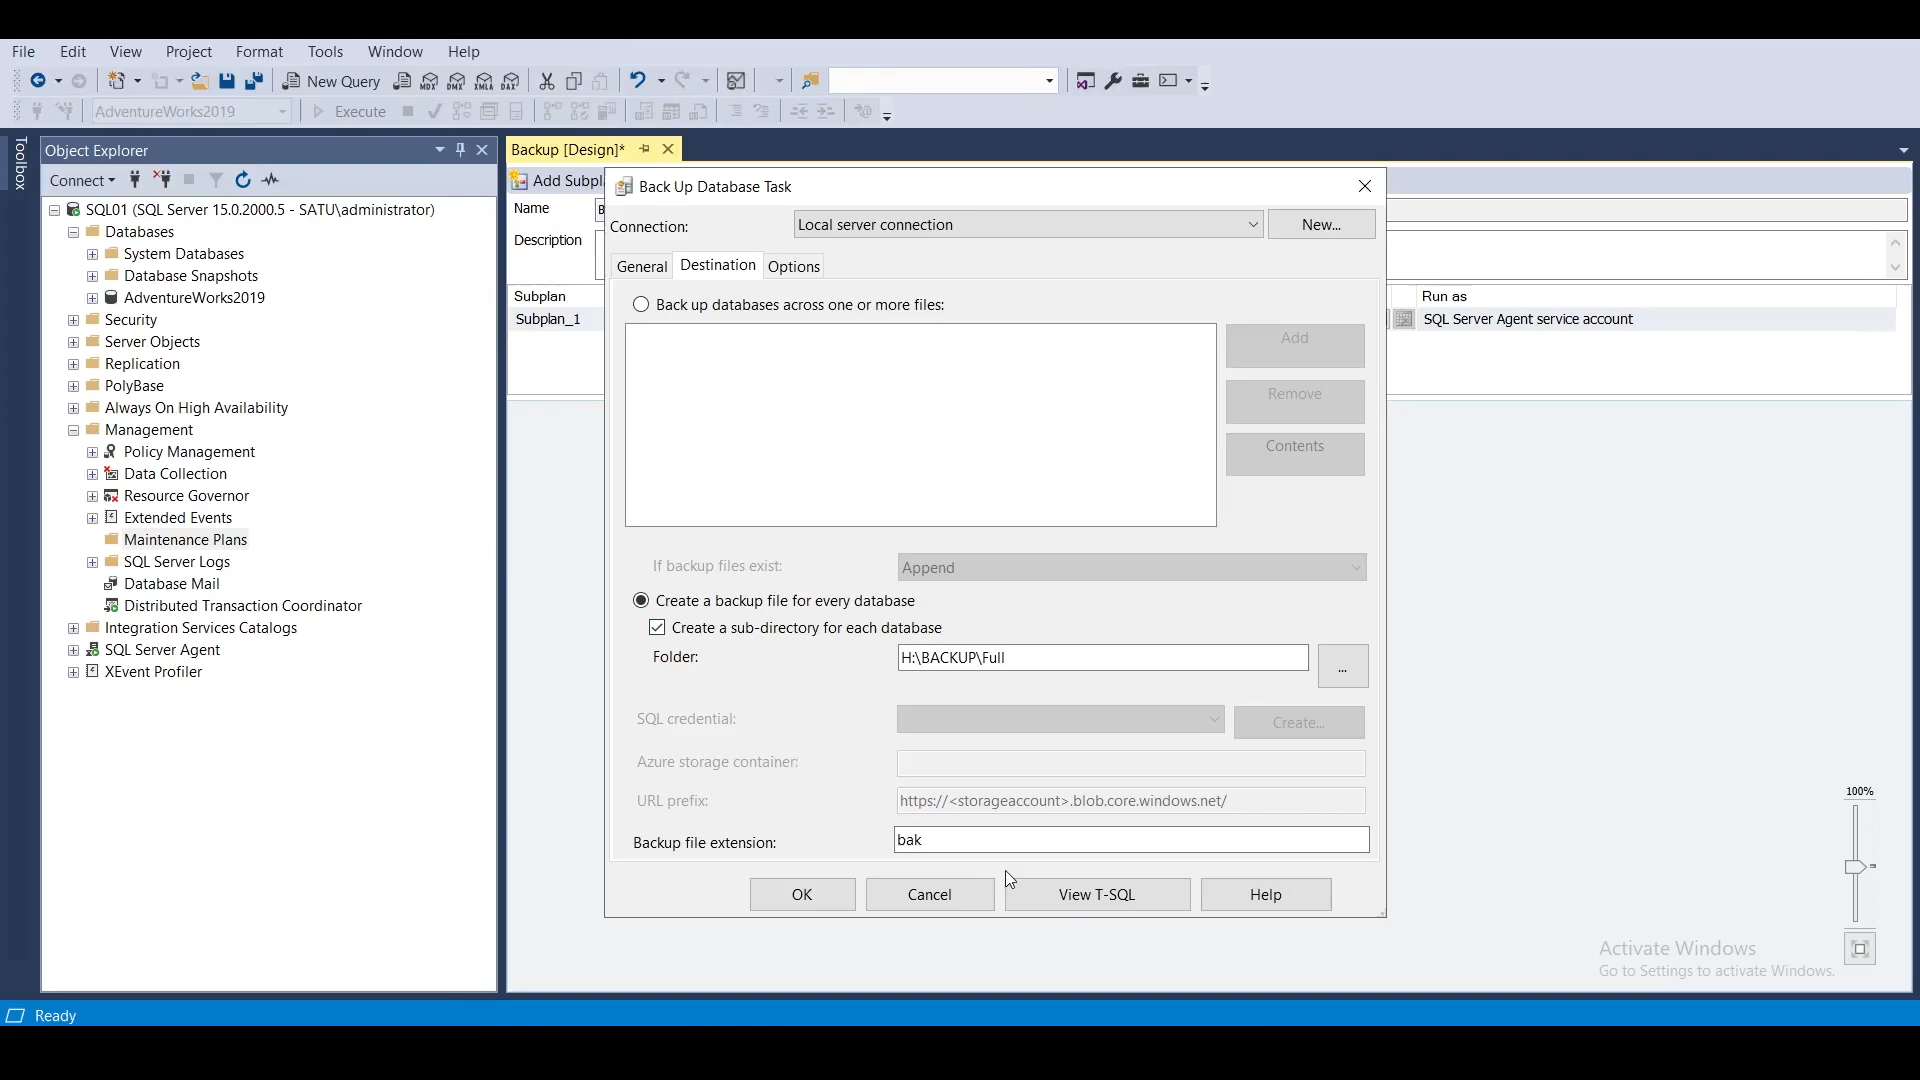 File Edit View Project Format Tools Window Help
New Query MDX DMX XMLA DAX
AdventureWorks2019 Execute
Toolbox
Object Explorer
Connect
SQL01 (SQL Server 15.0.2000.5 - SATU\administrator)
Databases
System Databases
Database Snapshots
AdventureWorks2019
Security
Server Objects
Replication
PolyBase
Always On High Availability
Management
Policy Management
Data Collection
Resource Governor
Extended Events
Maintenance Plans
SQL Server Logs
Database Mail
Distributed Transaction Coordinator
Integration Services Catalogs
SQL Server Agent
XEvent Profiler
Backup [Design]*
Add Subpl
Name B
Description
Subplan Run as
Subplan_1 SQL Server Agent service account
Back Up Database Task
Connection: Local server connection New...
General Destination Options
Back up databases across one or more files:
Add
Remove
Contents
If backup files exist: Append
Create a backup file for every database
Create a sub-directory for each database
Folder: H:\BACKUP\Full ...
SQL credential: Create...
Azure storage container:
URL prefix: https://<storageaccount>.blob.core.windows.net/
Backup file extension: bak
OK Cancel View T-SQL Help
100%
Activate Windows
Go to Settings to activate Windows.
Ready